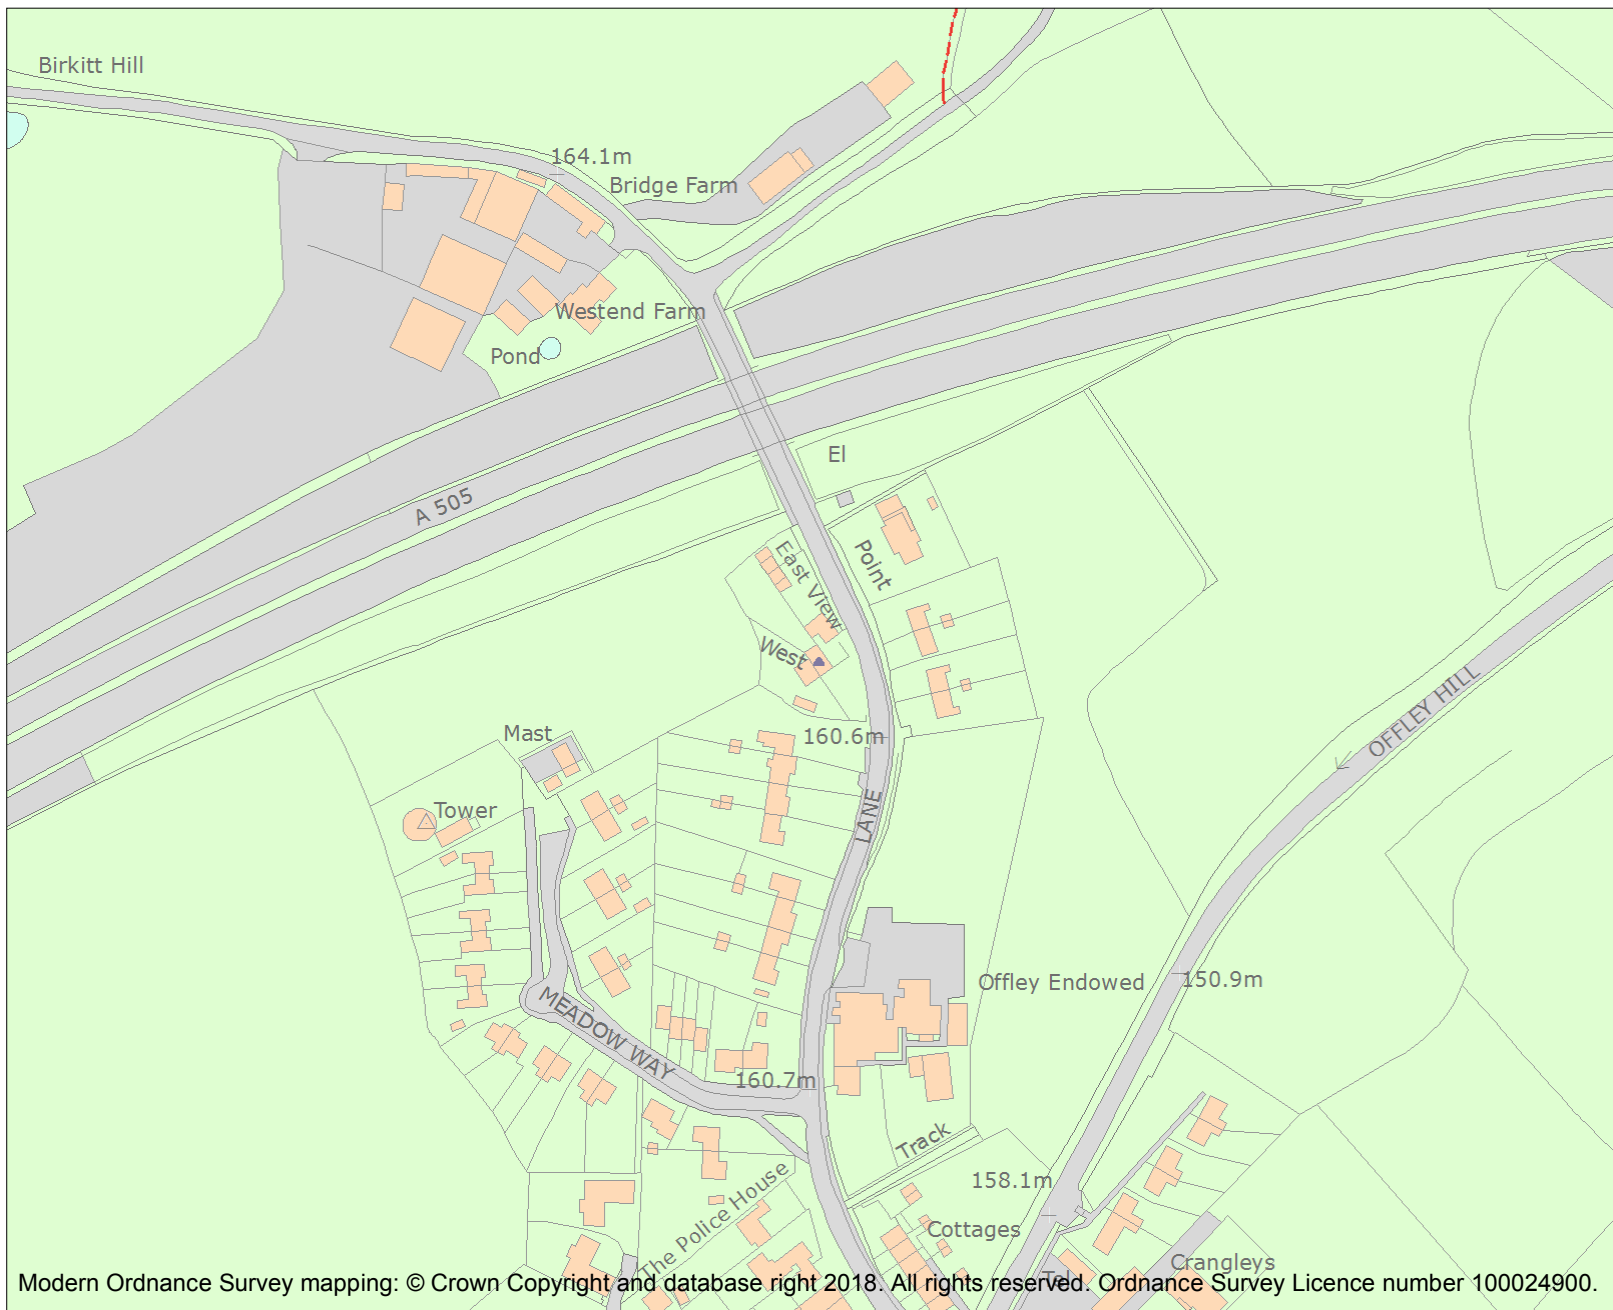 Birkitt Hill
164.1m
Bridge Farm
Westend Farm
Pond
El
A 505
Point
East View
West
OFFLEY HILL
Mast
160.6m
Tower
LANE
Offley Endowed
150.9m
MEADOW WAY
160.7m
Track
158.1m
The Police House
Cottages
Crangleys
Tel
Modern Ordnance Survey mapping: © Crown Copyright and database right 2018. All rights reserved. Ordnance Survey Licence number 100024900.